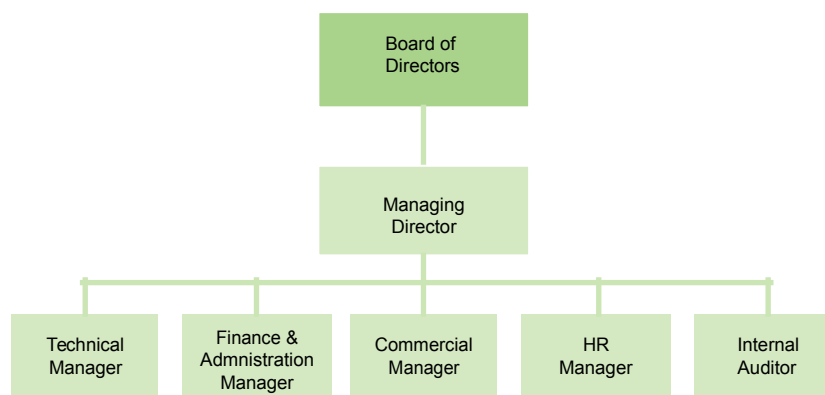 Board of
Directors
Managing
Director
Technical
Manager
Finance &
Admnistration
Manager
Commercial
Manager
HR
Manager
Internal
Auditor